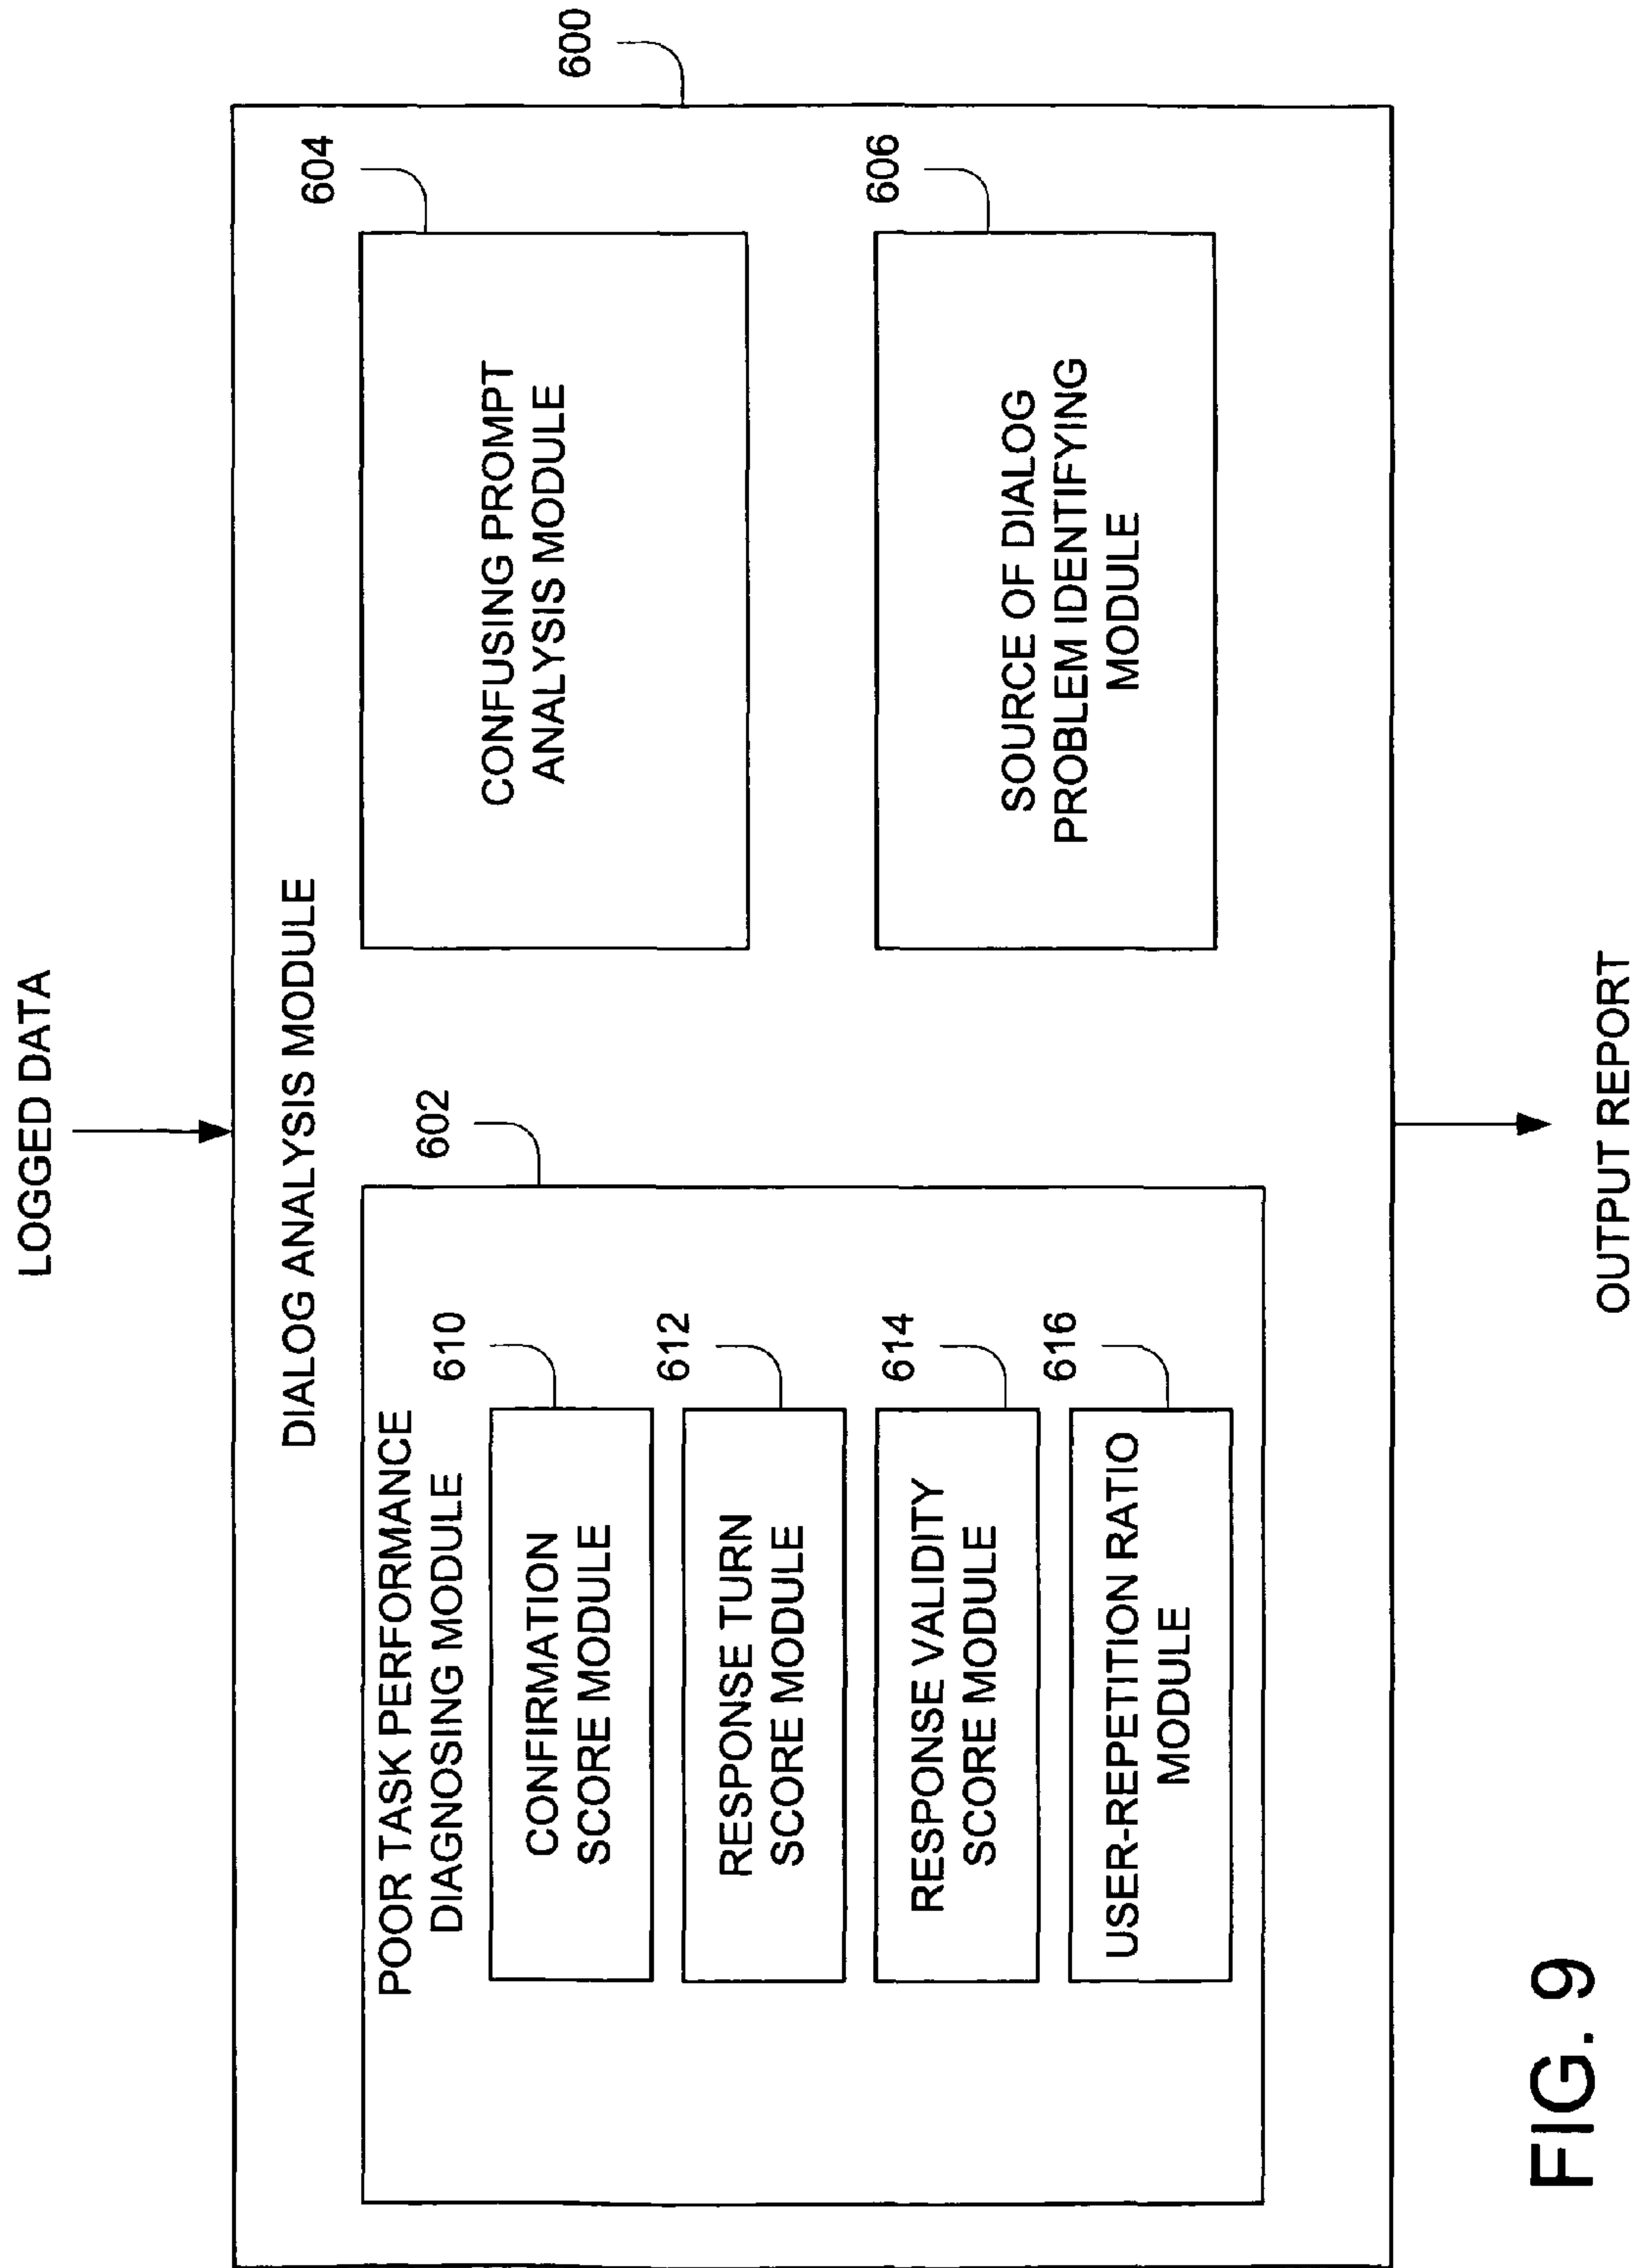 LOGGED DATA
DIALOG ANALYSIS MODULE
600
602
POOR TASK PERFORMANCE
DIAGNOSING MODULE
610
CONFIRMATION
SCORE MODULE
612
RESPONSE TURN
SCORE MODULE
614
RESPONSE VALIDITY
SCORE MODULE
616
USER-REPETITION RATIO
MODULE
604
CONFUSING PROMPT
ANALYSIS MODULE
606
SOURCE OF DIALOG
PROBLEM IDENTIFYING
MODULE
OUTPUT REPORT
FIG. 9